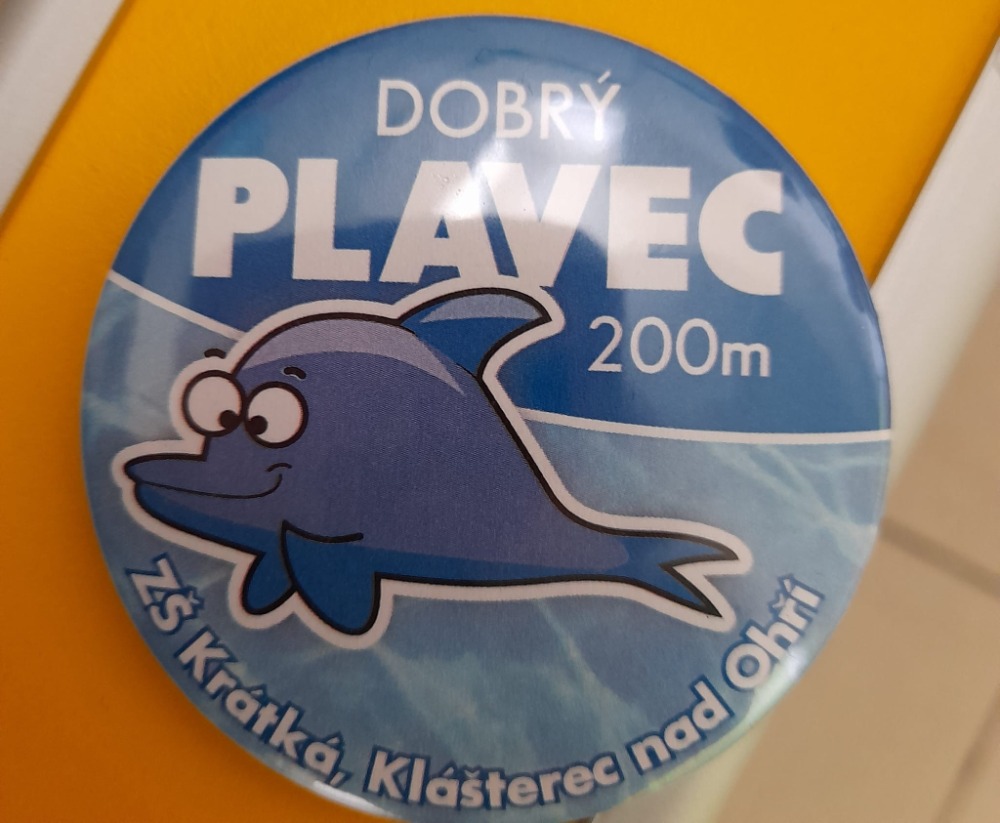 DOBRÝ
PLAVEC
200m
ZŠ Krátká, Klášterec nad Ohří